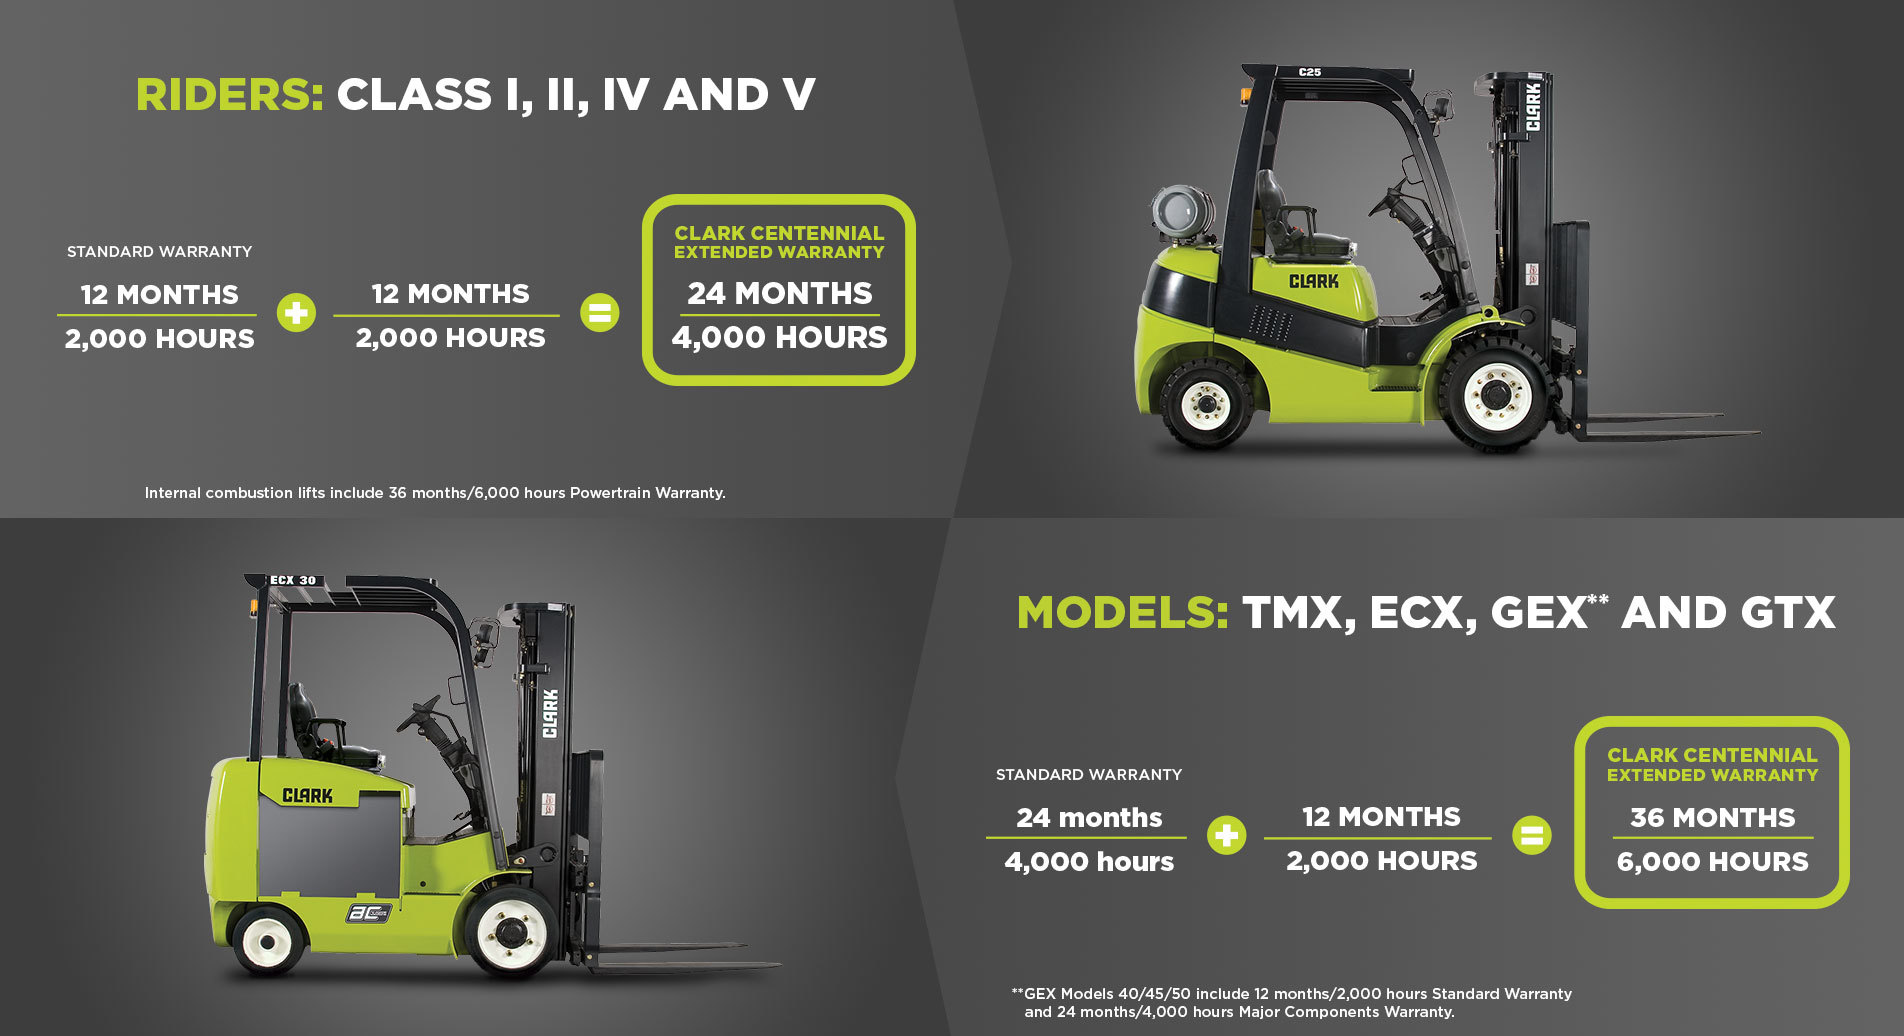 RIDERS: CLASS I, II, IV AND V
STANDARD WARRANTY
12 MONTHS
2,000 HOURS
+
12 MONTHS
2,000 HOURS
=
CLARK CENTENNIAL
EXTENDED WARRANTY
24 MONTHS
4,000 HOURS
Internal combustion lifts include 36 months/6,000 hours Powertrain Warranty.
C25
CLARK
CLARK
ECX 30
CLARK
CLARK
AC
MODELS: TMX, ECX, GEX** AND GTX
STANDARD WARRANTY
24 months
4,000 hours
+
12 MONTHS
2,000 HOURS
=
CLARK CENTENNIAL
EXTENDED WARRANTY
36 MONTHS
6,000 HOURS
**GEX Models 40/45/50 include 12 months/2,000 hours Standard Warranty
and 24 months/4,000 hours Major Components Warranty.